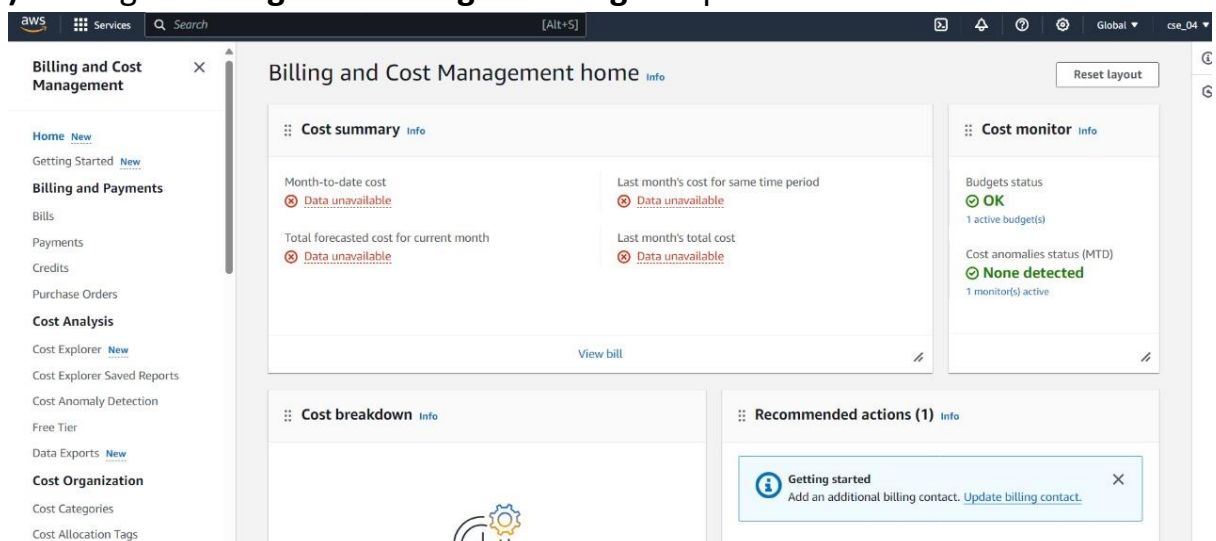 aws Services Search [Alt+S] Global ▼ cse_04 ▼
Billing and Cost Management
Home New
Getting Started New
Billing and Payments
Bills
Payments
Credits
Purchase Orders
Cost Analysis
Cost Explorer New
Cost Explorer Saved Reports
Cost Anomaly Detection
Free Tier
Data Exports New
Cost Organization
Cost Categories
Cost Allocation Tags
Billing and Cost Management home Info
Reset layout
Cost summary Info
Month-to-date cost
Data unavailable
Last month's cost for same time period
Data unavailable
Total forecasted cost for current month
Data unavailable
Last month's total cost
Data unavailable
View bill
Cost monitor Info
Budgets status
OK
1 active budget(s)
Cost anomalies status (MTD)
None detected
1 monitor(s) active
Cost breakdown Info
Recommended actions (1) Info
Getting started
Add an additional billing contact. Update billing contact.